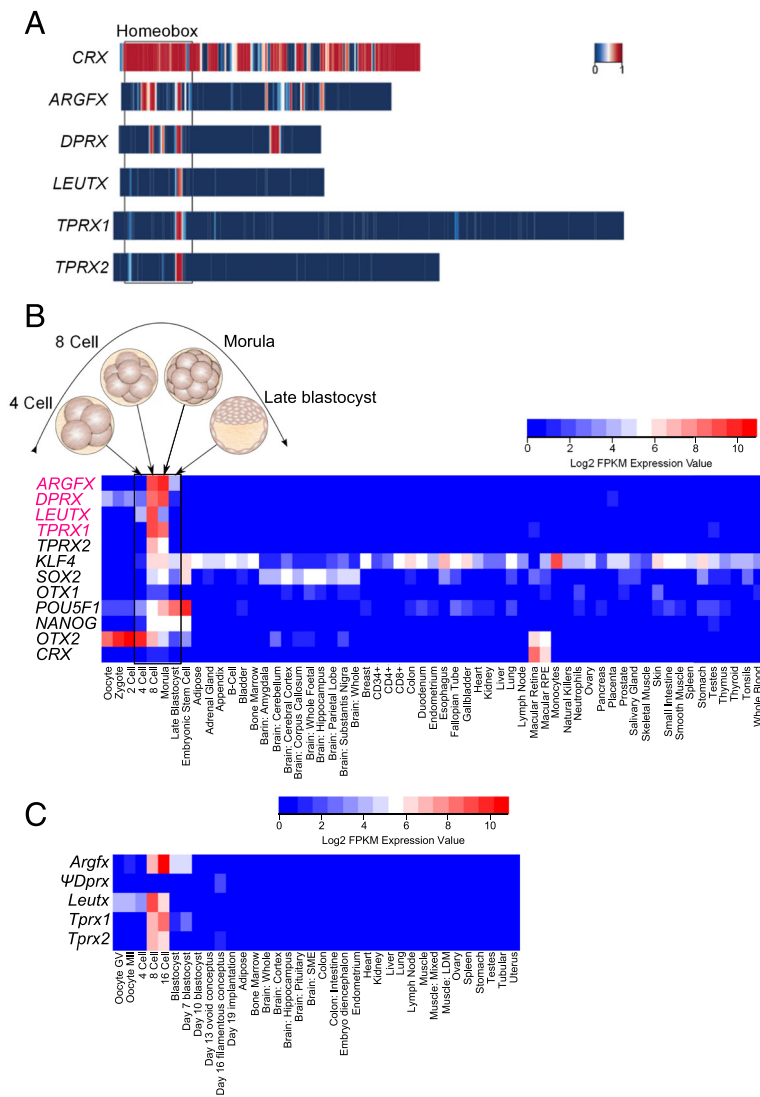 A
Homeobox
CRX
0 1
ARGFX
DPRX
LEUTX
TPRX1
TPRX2
B
8 Cell
Morula
4 Cell
Late blastocyst
0 2 4 6 8 10
Log2 FPKM Expression Value
ARGFX
DPRX
LEUTX
TPRX1
TPRX2
KLF4
SOX2
OTX1
POU5F1
NANOG
OTX2
CRX
Oocyte
Zygote
2 Cell
4 Cell
8 Cell
Morula
Late Blastocyst
Embryonic Stem Cell
Adipose
Adrenal Gland
Appendix
B-Cell
Bladder
Bone Marrow
Barin: Amygdala
Brain: Cerebellum
Brain: Cerebral Cortex
Brain: Corpus Callosum
Brain: Whole Foetal
Brain: Hippocampus
Brain: Parietal Lobe
Brain: Substantis Nigra
Brain: Whole
Breast
CD34+
CD4+
CD8+
Colon
Duodenum
Endometrium
Esophagus
Fallopian Tube
Gallbladder
Heart
Kidney
Liver
Lung
Lymph Node
Macular Retina
Macular RPE
Monocytes
Natural Killers
Neutrophils
Ovary
Pancreas
Placenta
Prostate
Salivary Gland
Skeletal Muscle
Skin
Small Intestine
Smooth Muscle
Spleen
Stomach
Testes
Thymus
Thyroid
Tonsils
Whole Blood
C
0 2 4 6 8 10
Log2 FPKM Expression Value
Argfx
ΨDprx
Leutx
Tprx1
Tprx2
Oocyte GV
Oocyte MII
4 Cell
8 Cell
16 Cell
Blastocyst
Day 7 blastocyst
Day 10 blastocyst
Day 13 ovoid conceptus
Day 16 filamentous conceptus
Day 19 implantation
Adipose
Bone Marrow
Brain: Whole
Brain: Cortex
Brain: Hippocampus
Brain: Pituitary
Brain: SME
Colon
Colon: Intestine
Embryo diencephalon
Endometrium
Heart
Kidney
Liver
Lung
Lymph Node
Muscle
Muscle: Mixed
Muscle: LDM
Ovary
Spleen
Stomach
Testes
Tubular
Uterus